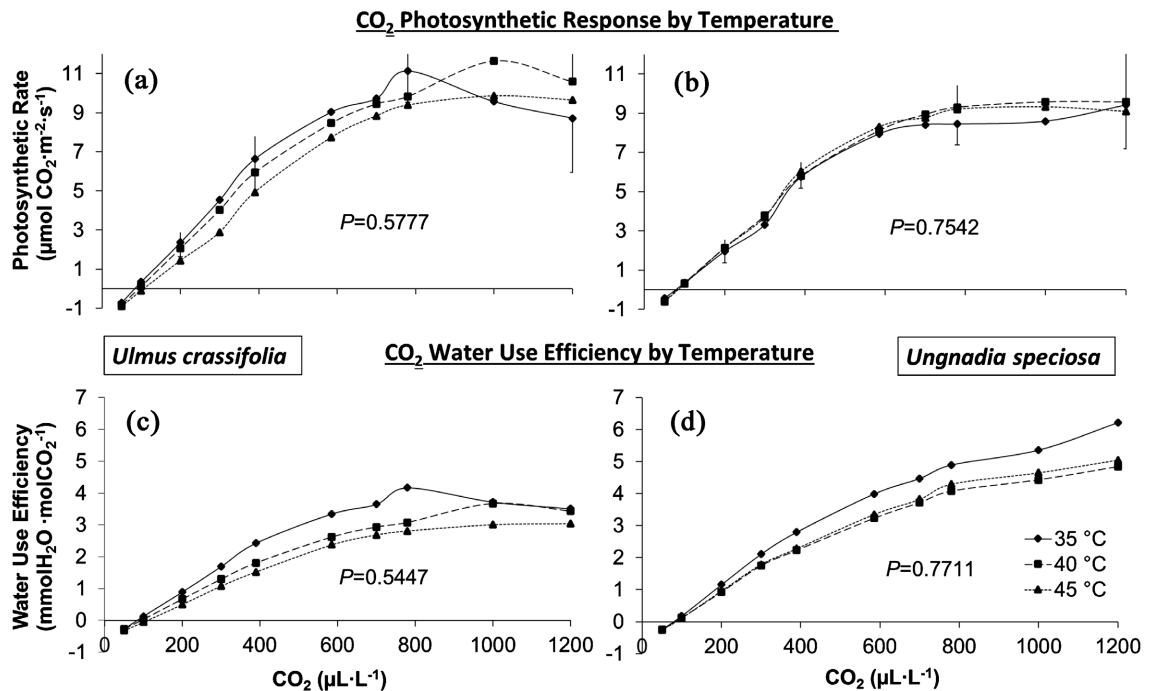 CO2 Photosynthetic Response by Temperature
Photosynthetic Rate
(µmol CO2·m-2·s-1)
11
9
7
5
3
1
-1
(a)
P=0.5777
(b)
P=0.7542
11
9
7
5
3
1
-1
Ulmus crassifolia
CO2 Water Use Efficiency by Temperature
Ungnadia speciosa
Water Use Efficiency
(mmolH2O ·molCO2-1)
7
6
5
4
3
2
1
0
-1
(c)
P=0.5447
200 400 600 800 1000 1200
CO2 (µL·L-1)
7
6
5
4
3
2
1
0
-1
(d)
P=0.7711
35 °C
40 °C
45 °C
0 200 400 600 800 1000 1200
CO2 (µL·L-1)